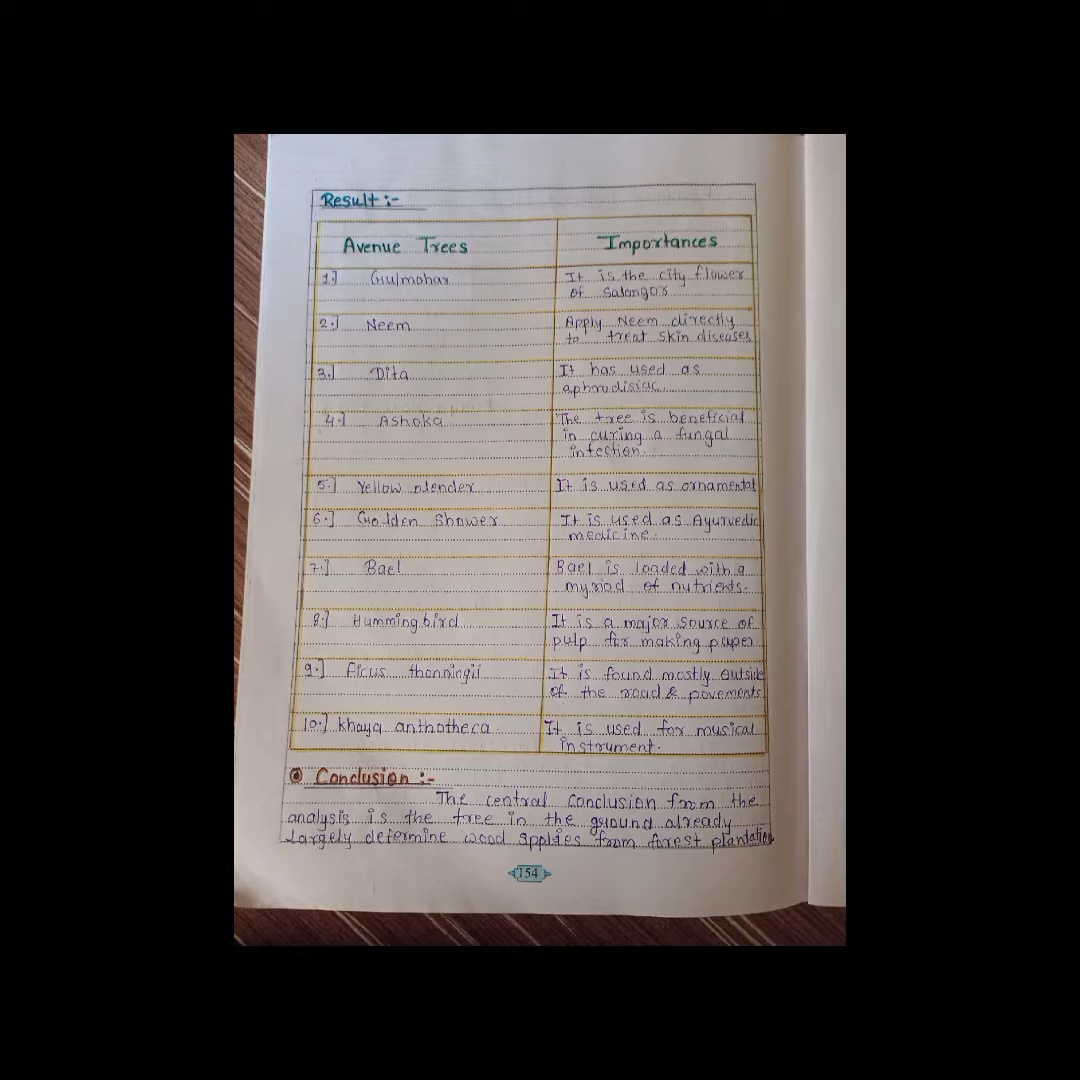 Result :-
Avenue Trees Importances
1.] Gulmohar It is the city flower
of Salangor
2.] Neem Apply Neem directly
to treat skin diseases
3.] Dita It has used as
aphrodisiac.
4.] Ashoka The tree is beneficial
in curing a fungal
infection.
5.] Yellow olender It is used as ornamental
6.] Golden Shower It is used as Ayurvedic
medicine.
7.] Bael Bael is loaded with a
myriod of nutrients.
8.] Humming bird It is a major source of
pulp for making paper
9.] ficus thonningii It is found mostly outside
of the road & povements
10.] khaya anthotheca It is used for musical
instrument.
Conclusion :-
The central conclusion from the
analysis is the tree in the ground already
largely determine wood applies from forest plantation
154